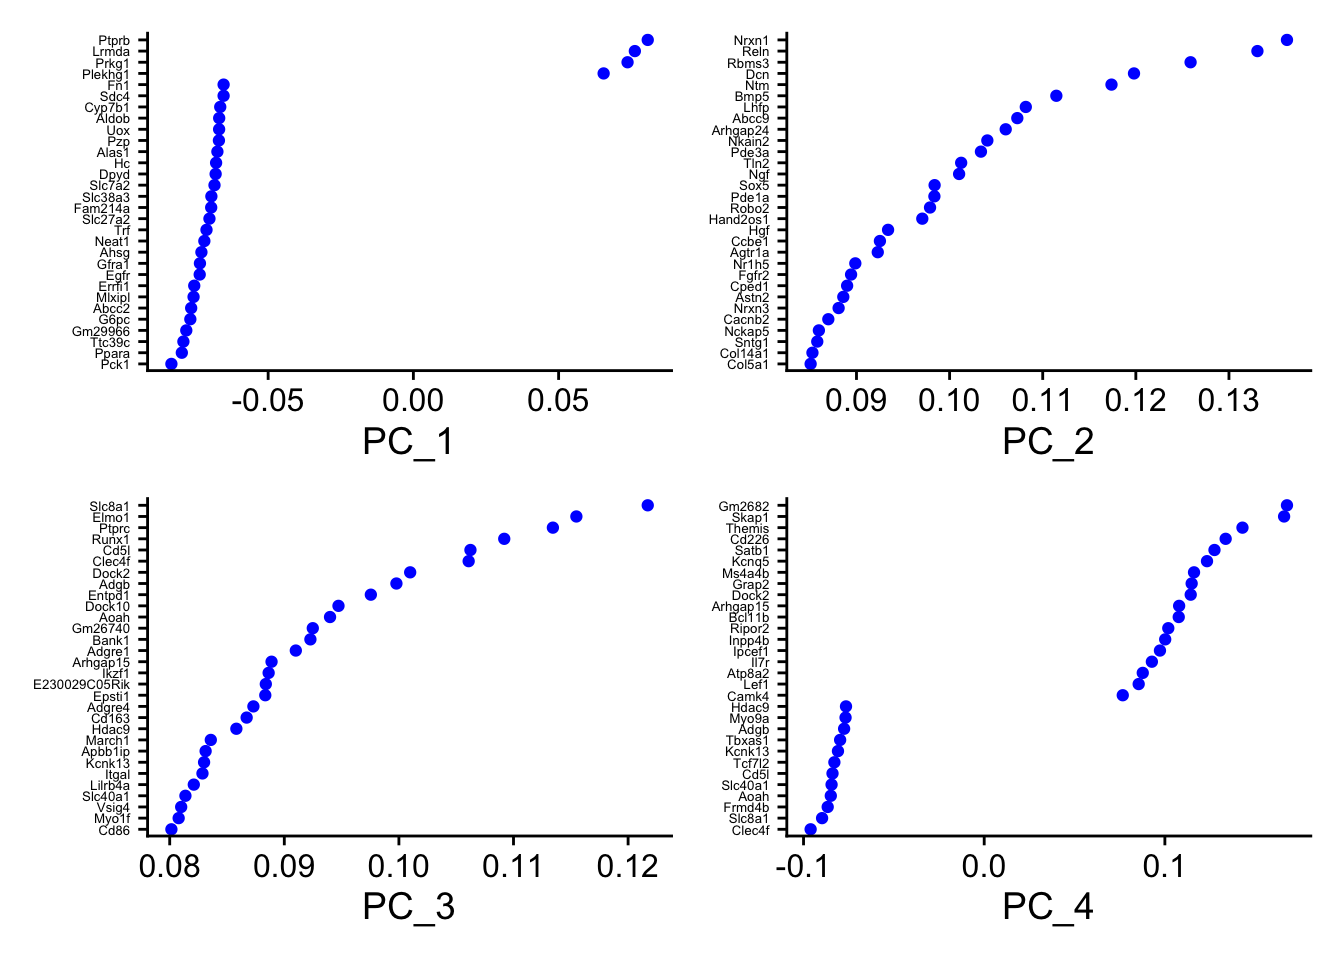 Ptprb
Lrmda
Prkg1
Plekhg1
Fn1
Sdc4
Cyp7b1
Aldob
Uox
Pzp
Alas1
Hc
Dpyd
Slc7a2
Slc38a3
Fam214a
Slc27a2
Trf
Neat1
Ahsg
Gfra1
Egfr
Errfi1
Mlxipl
Abcc2
G6pc
Gm29966
Ttc39c
Ppara
Pck1
-0.05 0.00 0.05
PC_1
Nrxn1
Reln
Rbms3
Dcn
Ntm
Bmp5
Lhfp
Abcc9
Arhgap24
Nkain2
Pde3a
Tln2
Ngf
Sox5
Pde1a
Robo2
Hand2os1
Hgf
Ccbe1
Agtr1a
Nr1h5
Fgfr2
Cped1
Astn2
Nrxn3
Cacnb2
Nckap5
Sntg1
Col14a1
Col5a1
0.09 0.10 0.11 0.12 0.13
PC_2
Slc8a1
Elmo1
Ptprc
Runx1
Cd5l
Clec4f
Dock2
Adgb
Entpd1
Dock10
Aoah
Gm26740
Bank1
Adgre1
Arhgap15
Ikzf1
E230029C05Rik
Epsti1
Adgre4
Cd163
Hdac9
March1
Apbb1ip
Kcnk13
Itgal
Lilrb4a
Slc40a1
Vsig4
Myo1f
Cd86
0.08 0.09 0.10 0.11 0.12
PC_3
Gm2682
Skap1
Themis
Cd226
Satb1
Kcnq5
Ms4a4b
Grap2
Dock2
Arhgap15
Bcl11b
Ripor2
Inpp4b
Ipcef1
Il7r
Atp8a2
Lef1
Camk4
Hdac9
Myo9a
Adgb
Tbxas1
Kcnk13
Tcf7l2
Cd5l
Slc40a1
Aoah
Frmd4b
Slc8a1
Clec4f
-0.1 0.0 0.1
PC_4